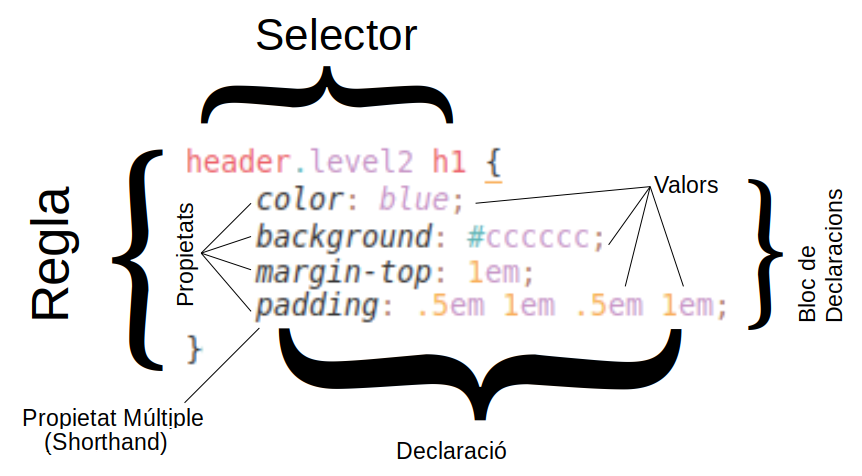 Selector
Regla
header.level2 h1 {
Propietats
color: blue;
Valors
background: #cccccc;
margin-top: 1em;
padding: .5em 1em .5em 1em;
}
Bloc de
Declaracions
Propietat Múltiple
(Shorthand)
Declaració